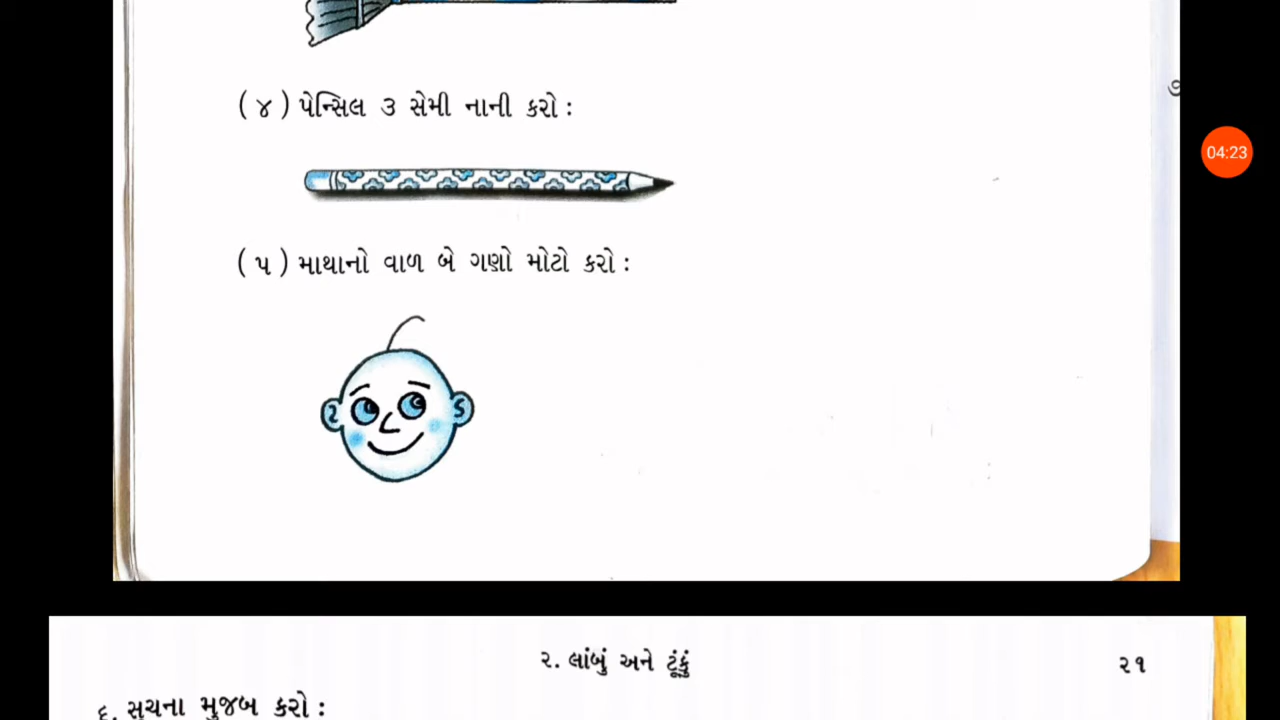 (૪) પેન્સિલ ૩ સેમી નાની કરો :
04:23
(૫) માથાનો વાળ બે ગણો મોટો કરો :
૨. લાંબું અને ટૂંકું
૨૧
૬. સૂચના મુજબ કરો :